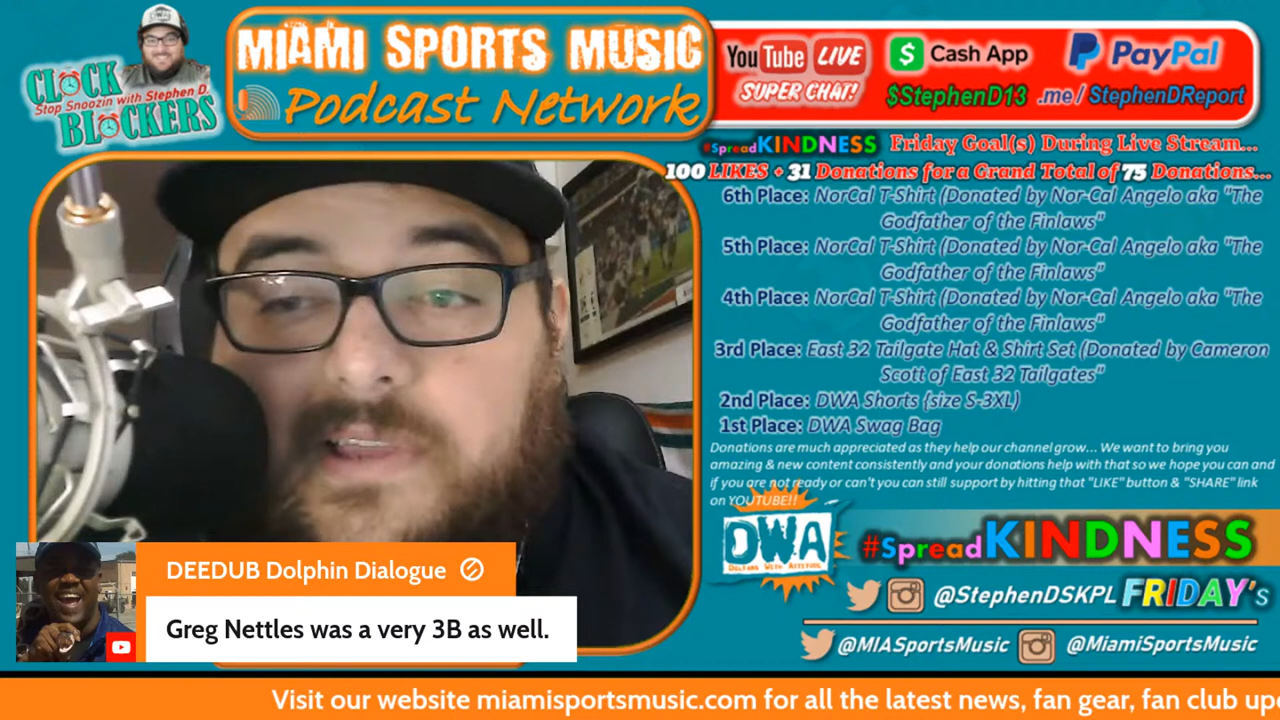 CLOCK
Stop Snoozin with Stephen D.
BLOCKERS
DWA
MIAMI SPORTS MUSIC
Podcast Network
YouTube LIVE
SUPER CHAT!
$ Cash App
$StephenD13
PayPal
.me/StephenDReport
#SpreadKINDNESS Friday Goal(s) During Live Stream...
100 LIKES + 31 Donations for a Grand Total of 75 Donations...
6th Place: NorCal T-Shirt (Donated by Nor-Cal Angelo aka "The
Godfather of the Finlaws"
5th Place: NorCal T-Shirt (Donated by Nor-Cal Angelo aka "The
Godfather of the Finlaws"
4th Place: NorCal T-Shirt (Donated by Nor-Cal Angelo aka "The
Godfather of the Finlaws"
3rd Place: East 32 Tailgate Hat & Shirt Set (Donated by Cameron
Scott of East 32 Tailgates"
2nd Place: DWA Shorts (size S-3XL)
1st Place: DWA Swag Bag
Donations are much appreciated as they help our channel grow... We want to bring you
amazing & new content consistently and your donations help with that so we hope you can and
if you are not ready or can't you can still support by hitting that "LIKE" button & "SHARE" link
on YOUTUBE!!
DWA
DOLFANS WITH ATTITUDE
#SpreadKINDNESS
@StephenDSKPL FRIDAY's
@MIASportsMusic @MiamiSportsMusic
DEEDUB Dolphin Dialogue
Greg Nettles was a very 3B as well.
Visit our website miamisportsmusic.com for all the latest news, fan gear, fan club up